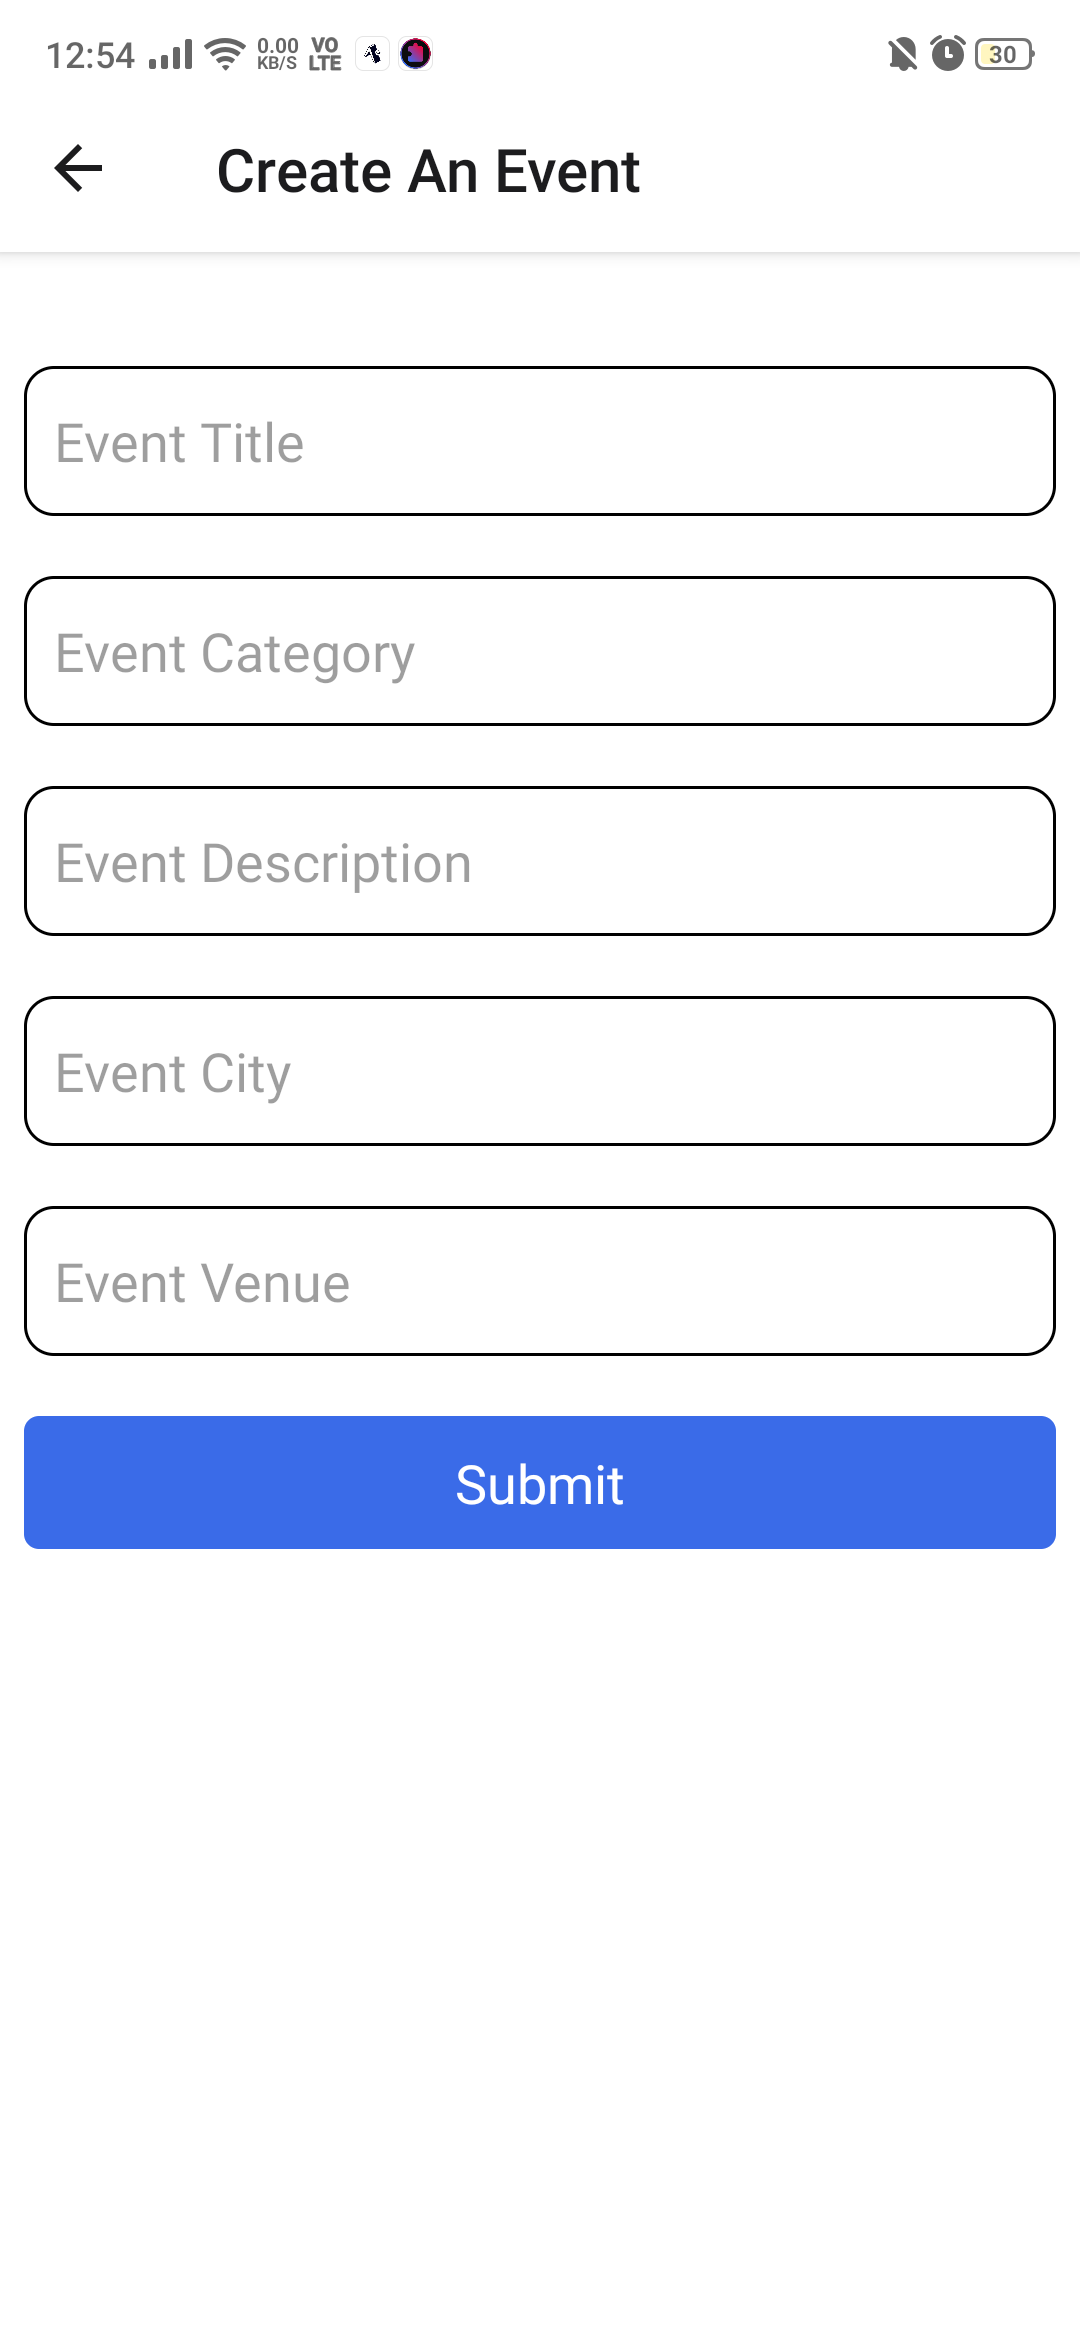 12:54 0.00 KB/S VO LTE 30
Create An Event
Event Title
Event Category
Event Description
Event City
Event Venue
Submit